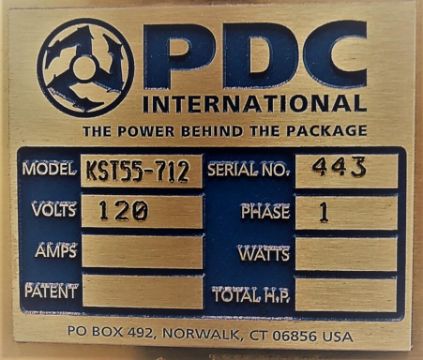 PDC
INTERNATIONAL
THE POWER BEHIND THE PACKAGE
MODEL KST55-712 SERIAL NO. 443
VOLTS 120 PHASE 1
AMPS WATTS
PATENT TOTAL H.P.
PO BOX 492, NORWALK, CT 06856 USA